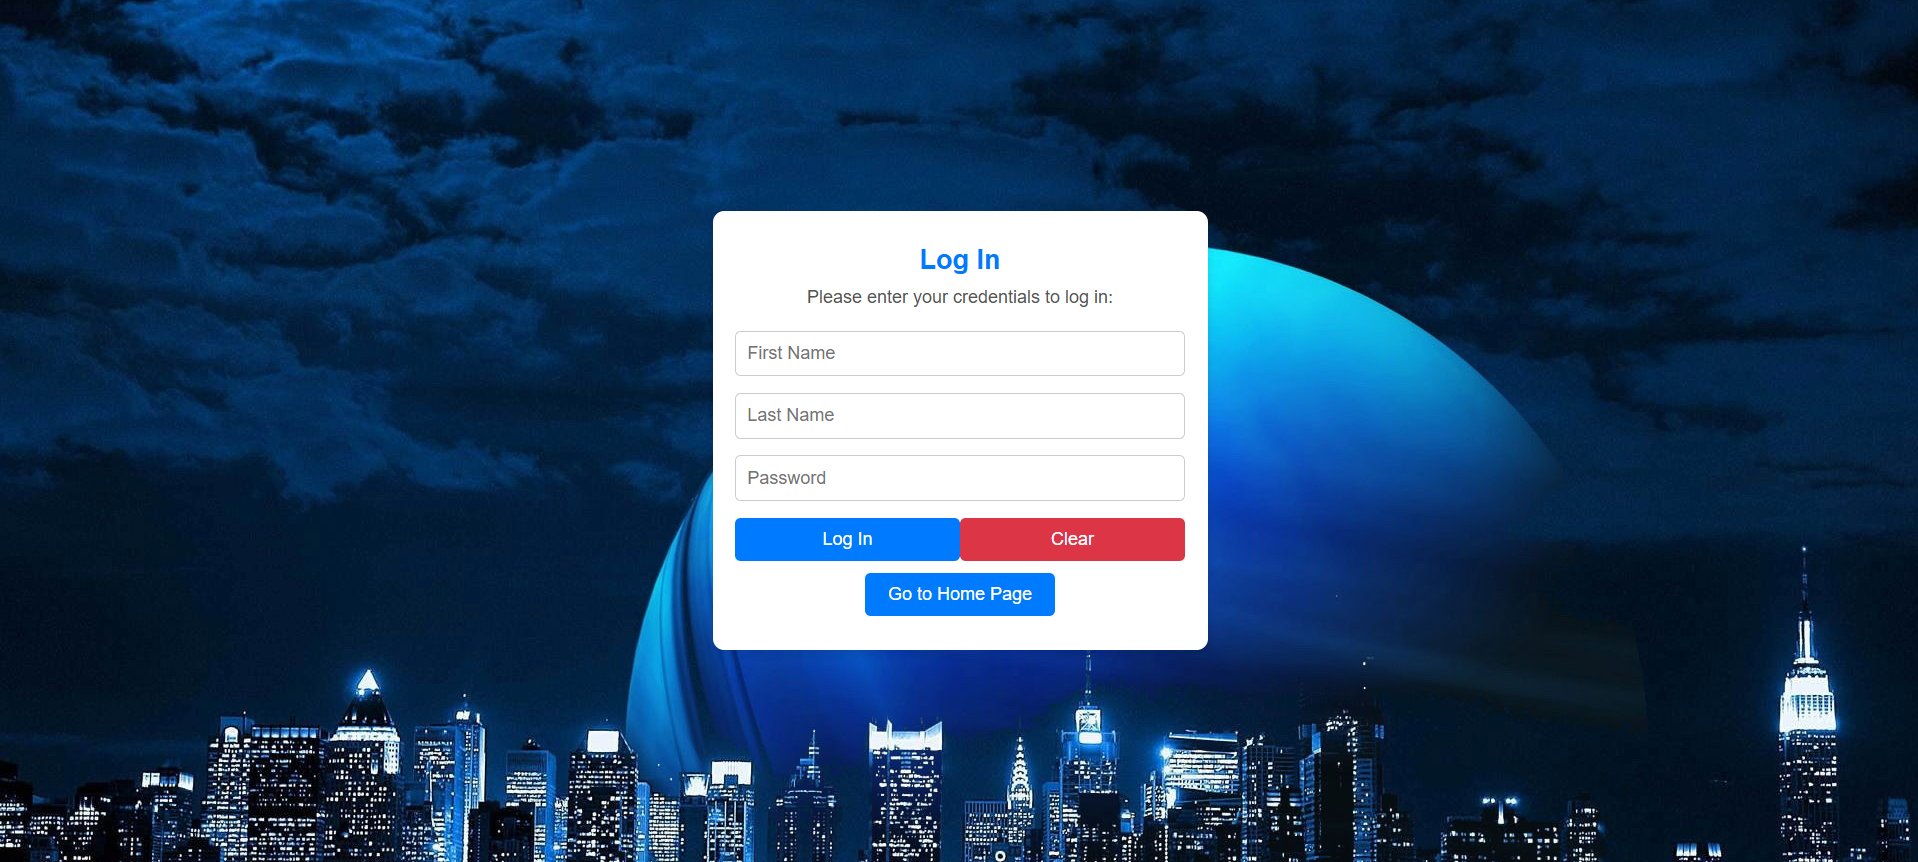 Log In
Please enter your credentials to log in:
First Name
Last Name
Password
Log In Clear
Go to Home Page